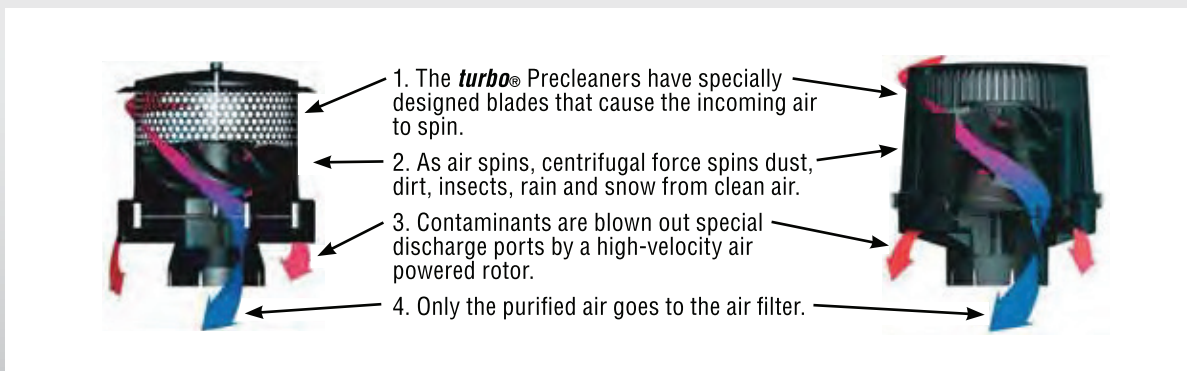 1. The turbo® Precleaners have specially
designed blades that cause the incoming air
to spin.
2. As air spins, centrifugal force spins dust,
dirt, insects, rain and snow from clean air.
3. Contaminants are blown out special
discharge ports by a high-velocity air
powered rotor.
4. Only the purified air goes to the air filter.